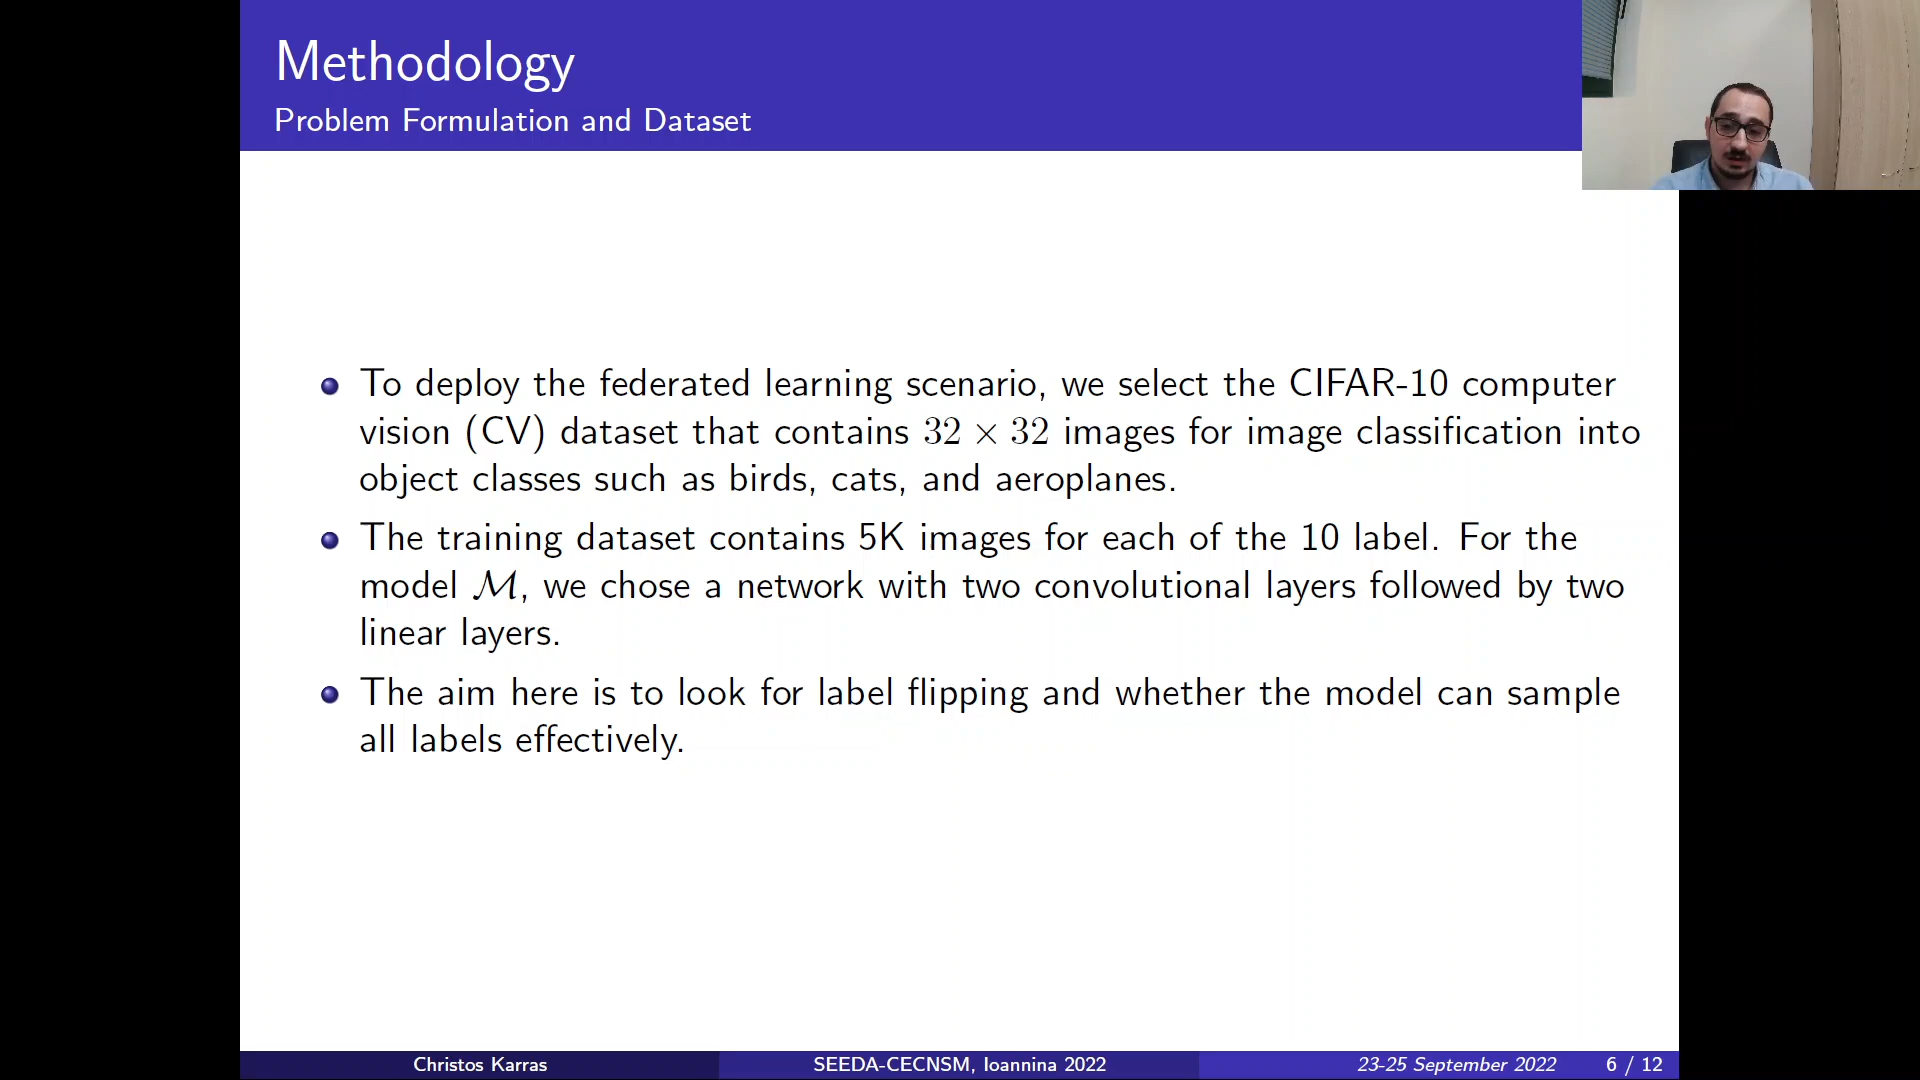 Methodology
Problem Formulation and Dataset
To deploy the federated learning scenario, we select the CIFAR-10 computer
vision (CV) dataset that contains 32 × 32 images for image classification into
object classes such as birds, cats, and aeroplanes.
The training dataset contains 5K images for each of the 10 label. For the
model ℳ, we chose a network with two convolutional layers followed by two
linear layers.
The aim here is to look for label flipping and whether the model can sample
all labels effectively.
Christos Karras
SEEDA-CECNSM, Ioannina 2022
23-25 September 2022
6 / 12